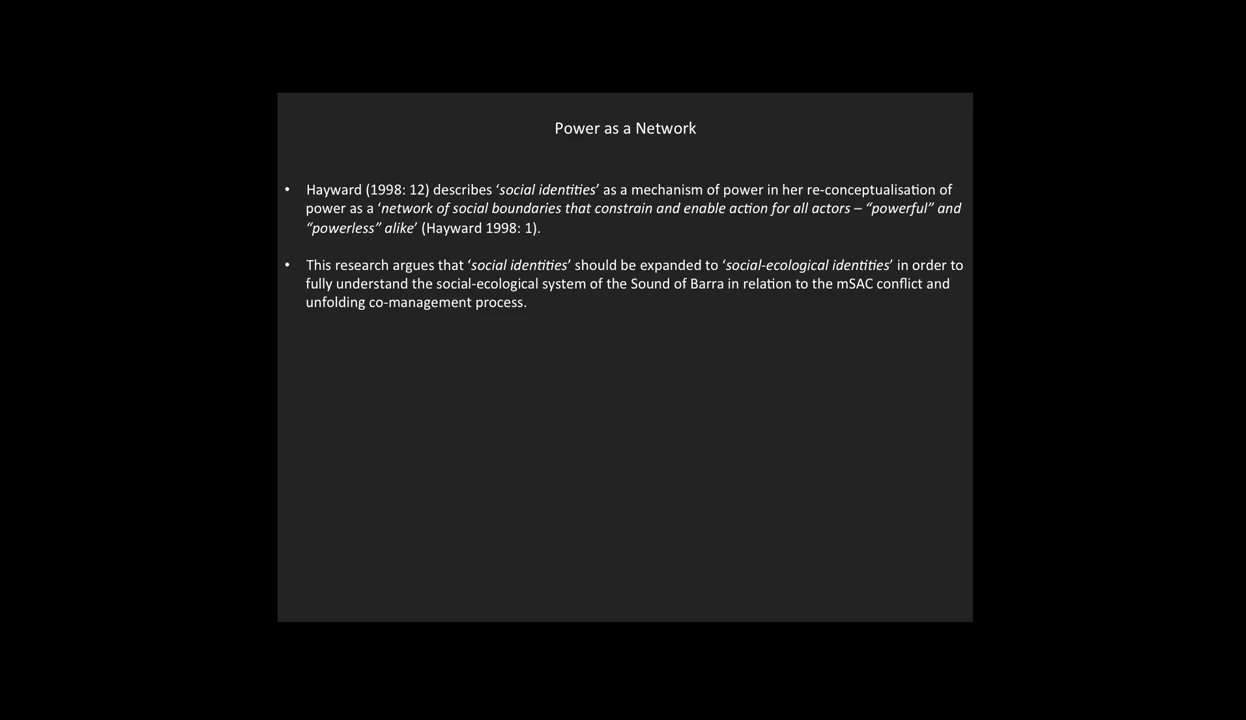 Power as a Network
• Hayward (1998: 12) describes ‘social identities’ as a mechanism of power in her re-conceptualisation of
power as a ‘network of social boundaries that constrain and enable action for all actors – “powerful” and
“powerless” alike’ (Hayward 1998: 1).
• This research argues that ‘social identities’ should be expanded to ‘social-ecological identities’ in order to
fully understand the social-ecological system of the Sound of Barra in relation to the mSAC conflict and
unfolding co-management process.